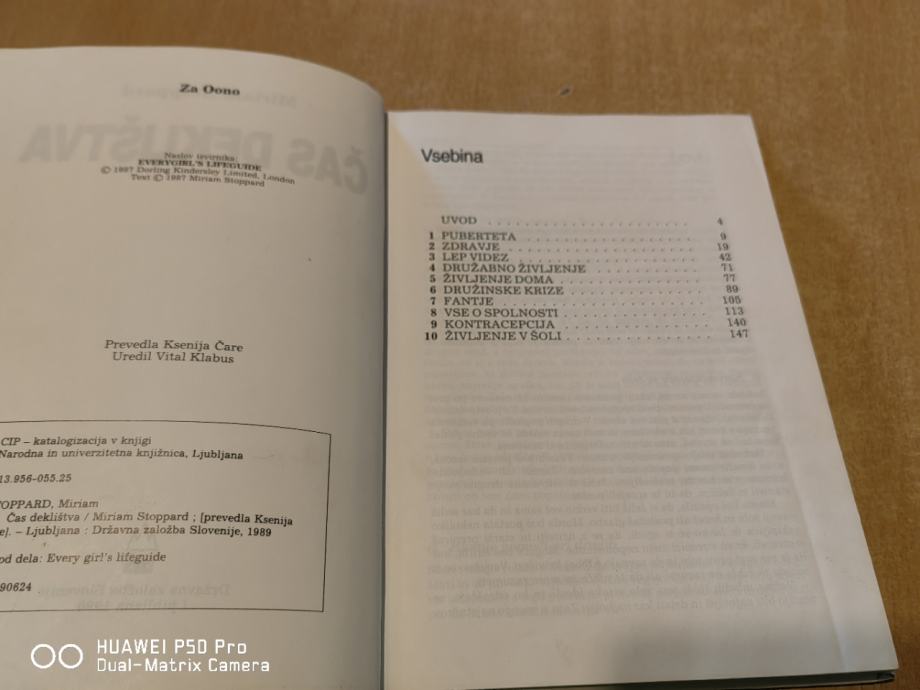 Za Oono
Naslov izvirnika:
EVERYGIRL'S LIFEGUIDE
© 1987 Dorling Kindersley Limited, London
Text © 1987 Miriam Stoppard
Prevedla Ksenija Čare
Uredil Vital Klabus
CIP – katalogizacija v knjigi
Narodna in univerzitetna knjižnica, Ljubljana
13.956-055.25
TOPPARD, Miriam
Čas deklištva / Miriam Stoppard ; [prevedla Ksenija
e]. – Ljubljana : Državna založba Slovenije, 1989
od dela: Every girl's lifeguide
90624
Vsebina
UVOD . . . . . . . . . . . . . . . . . . . . 4
1 PUBERTETA . . . . . . . . . . . . . . . . . . 9
2 ZDRAVJE . . . . . . . . . . . . . . . . . . 19
3 LEP VIDEZ . . . . . . . . . . . . . . . . . . 42
4 DRUŽABNO ŽIVLJENJE . . . . . . . . . . . 71
5 ŽIVLJENJE DOMA . . . . . . . . . . . . . . 77
6 DRUŽINSKE KRIZE . . . . . . . . . . . . . 89
7 FANTJE . . . . . . . . . . . . . . . . . . . 105
8 VSE O SPOLNOSTI . . . . . . . . . . . . . 113
9 KONTRACEPCIJA . . . . . . . . . . . . . . 140
10 ŽIVLJENJE V ŠOLI . . . . . . . . . . . . . 147
HUAWEI P50 Pro
Dual-Matrix Camera